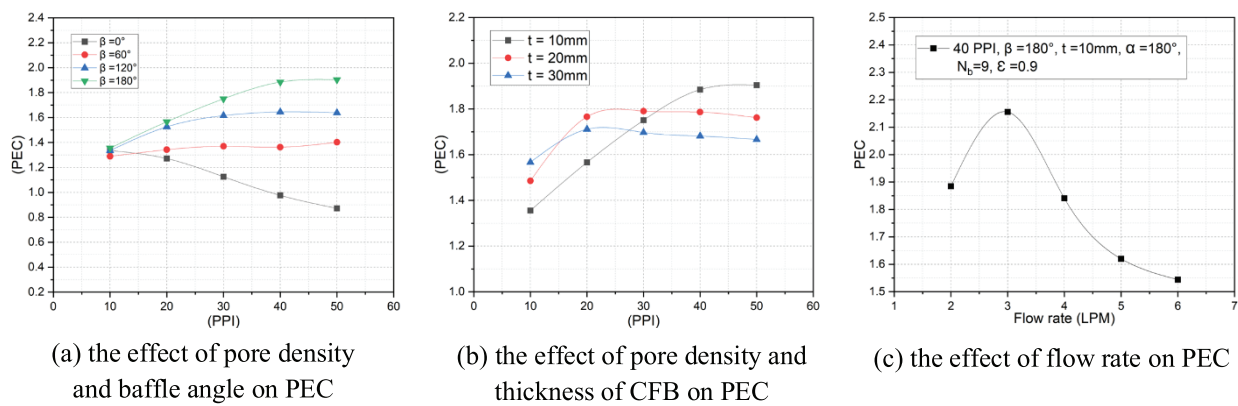 2.4
2.2
2.0
1.8
1.6
1.4
1.2
1.0
0.8
0.6
0.4
0.2
(PEC)
β =0°
β =60°
β =120°
β =180°
0 10 20 30 40 50 60
(PPI)
(a) the effect of pore density
and baffle angle on PEC
2.2
2.0
1.8
1.6
1.4
1.2
1.0
(PEC)
t = 10mm
t = 20mm
t = 30mm
0 10 20 30 40 50 60
(PPI)
(b) the effect of pore density and
thickness of CFB on PEC
2.5
2.4
2.3
2.2
2.1
2.0
1.9
1.8
1.7
1.6
1.5
PEC
40 PPI, β =180°, t =10mm, α =180°,
Nb=9, Ɛ =0.9
1 2 3 4 5 6 7
Flow rate (LPM)
(c) the effect of flow rate on PEC